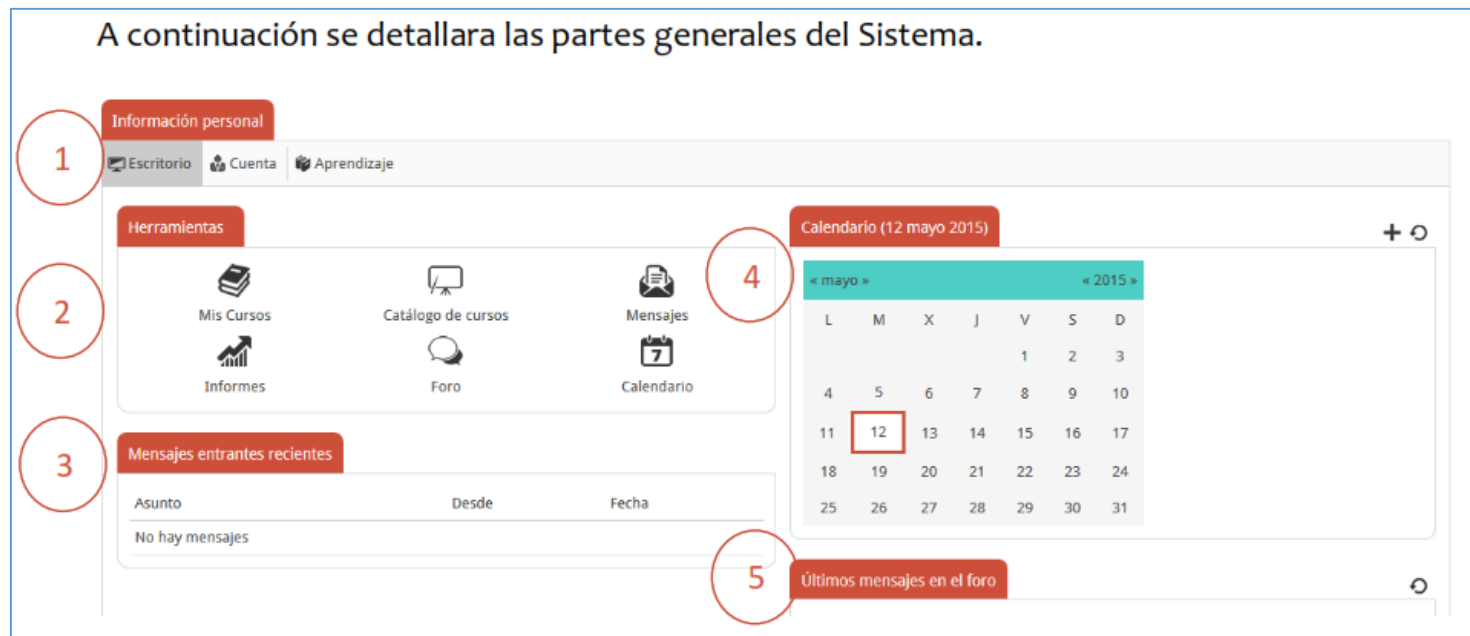 A continuación se detallara las partes generales del Sistema.
Información personal
1
Escritorio Cuenta Aprendizaje
Herramientas
2
Mis Cursos Catálogo de cursos Mensajes
7
Informes Foro Calendario
3
Mensajes entrantes recientes
Asunto Desde Fecha
No hay mensajes
4
Calendario (12 mayo 2015)
« mayo » « 2015 »
L M X J V S D
1 2 3
4 5 6 7 8 9 10
11 12 13 14 15 16 17
18 19 20 21 22 23 24
25 26 27 28 29 30 31
5
Últimos mensajes en el foro